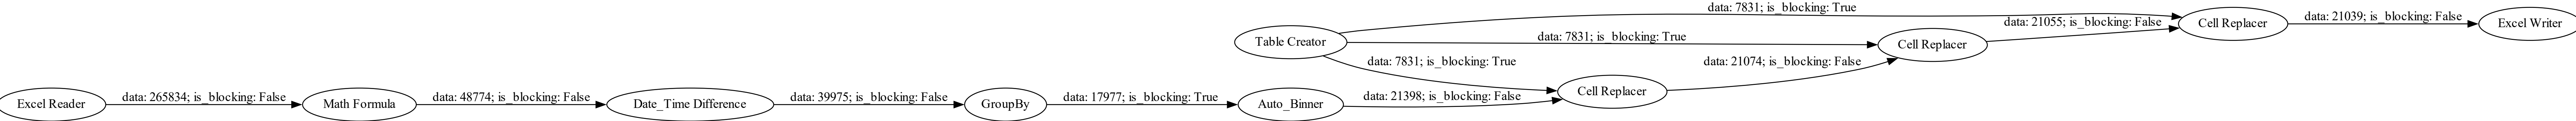 data: 7831; is_blocking: True
data: 21039; is_blocking: False
data: 21055; is_blocking: False
Cell Replacer
Excel Writer
Table Creator
data: 7831; is_blocking: True
Cell Replacer
data: 7831; is_blocking: True
data: 21074; is_blocking: False
Excel Reader
data: 265834; is_blocking: False
Math Formula
data: 48774; is_blocking: False
Date_Time Difference
data: 39975; is_blocking: False
GroupBy
data: 17977; is_blocking: True
Auto_Binner
data: 21398; is_blocking: False
Cell Replacer